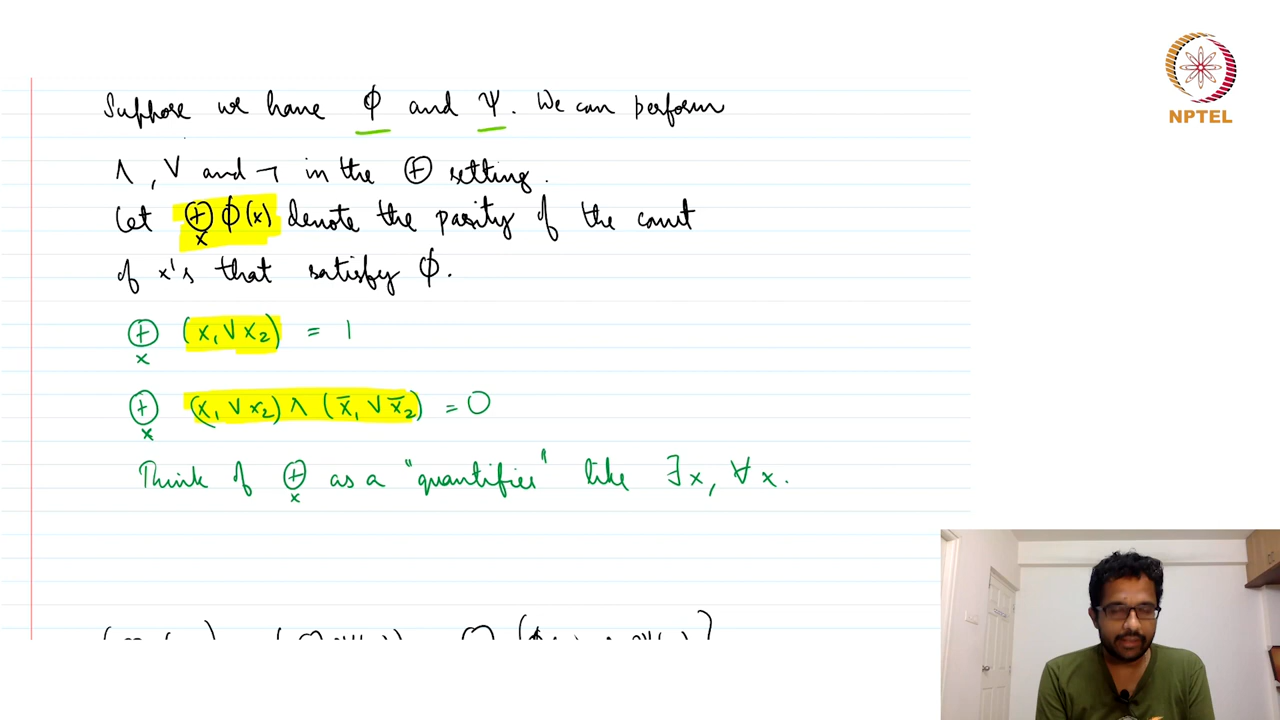 Suppose we have ϕ and Ψ. We can perform
∧, ∨ and ¬ in the ⊕ setting.
Let ⊕ₓ ϕ(x) denote the parity of the count
of x's that satisfy ϕ.
⊕ₓ (x₁ ∨ x₂) = 1
⊕ₓ (x₁ ∨ x₂) ∧ (x̄₁ ∨ x̄₂) = 0
Think of ⊕ₓ as a "quantifier" like ∃x, ∀x.
NPTEL